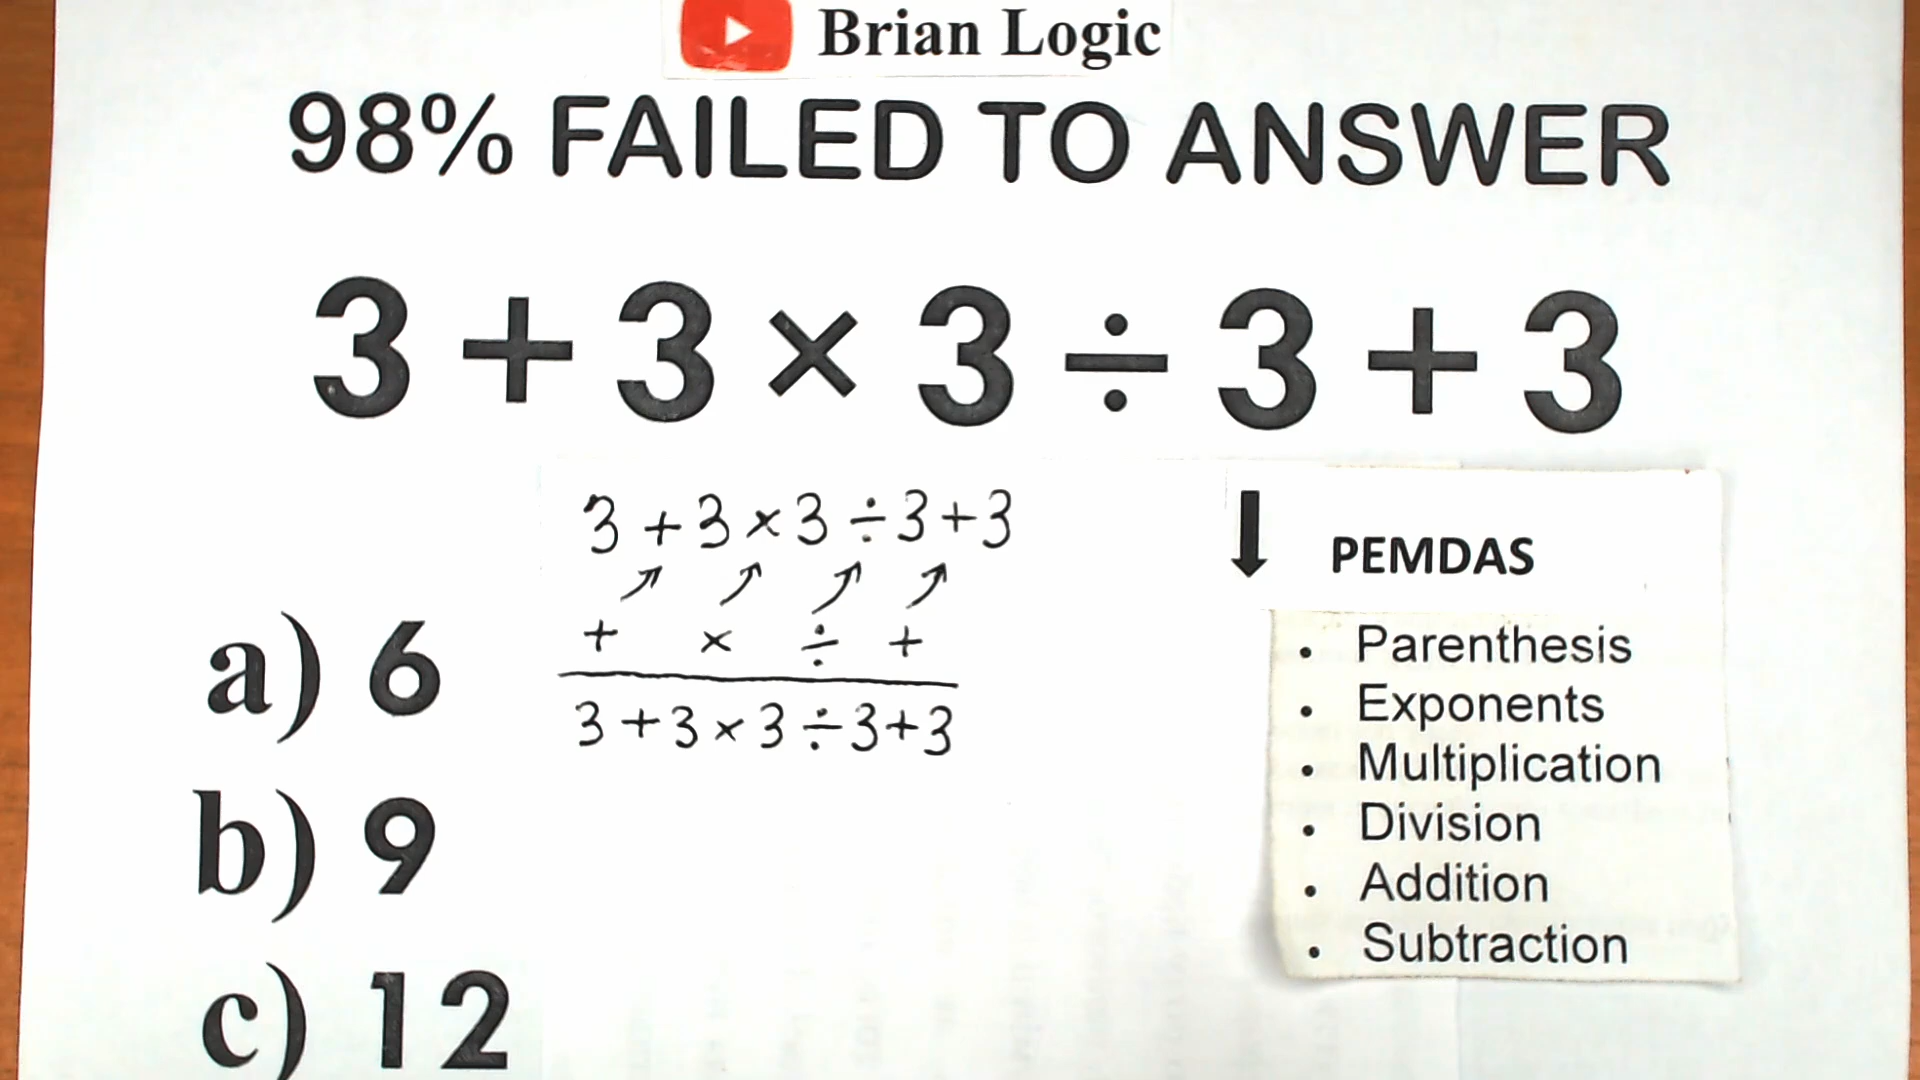 Brian Logic
98% FAILED TO ANSWER
3 + 3 × 3 ÷ 3 + 3
3 + 3 × 3 ÷ 3 + 3
+ × ÷ +
3 + 3 × 3 ÷ 3 + 3
a) 6
b) 9
c) 12
PEMDAS
• Parenthesis
• Exponents
• Multiplication
• Division
• Addition
• Subtraction